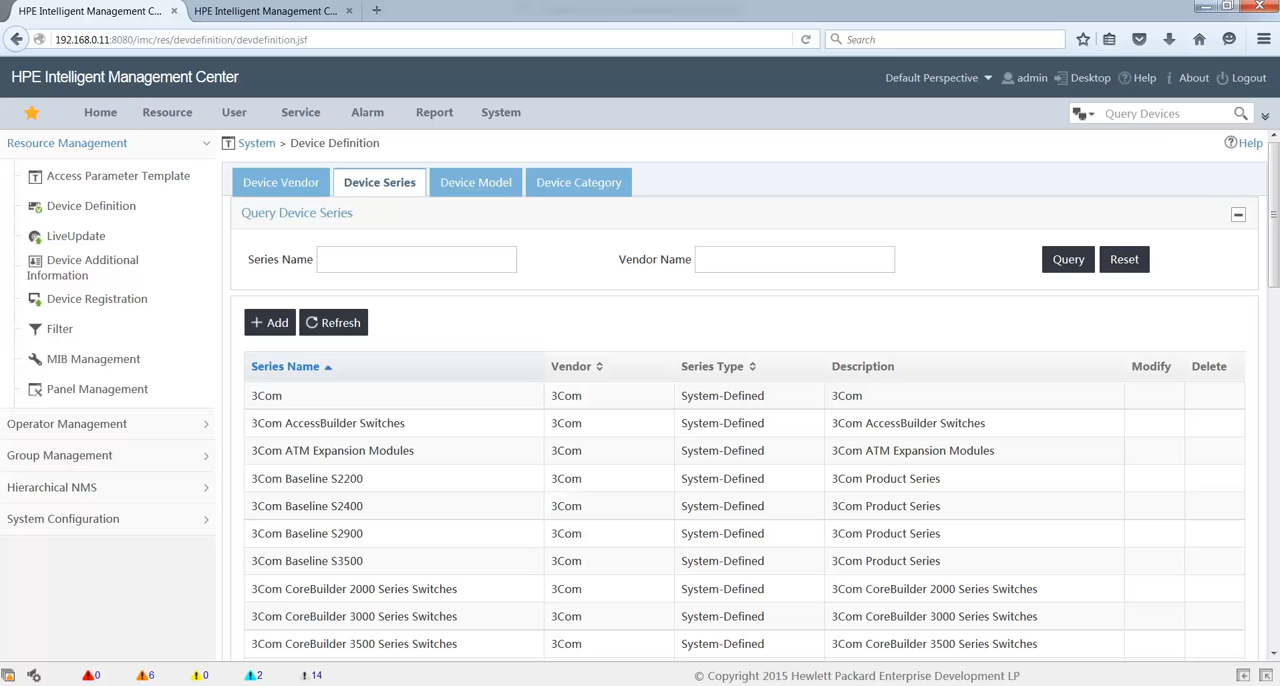 HPE Intelligent Management C... × HPE Intelligent Management C... × +
192.168.0.11:8080/imc/res/devdefinition/devdefinition.jsf Search
HPE Intelligent Management Center Default Perspective admin Desktop Help About Logout
Home Resource User Service Alarm Report System Query Devices
Resource Management System > Device Definition Help
Access Parameter Template
Device Definition
LiveUpdate
Device Additional
Information
Device Registration
Filter
MIB Management
Panel Management
Operator Management
Group Management
Hierarchical NMS
System Configuration
Device Vendor Device Series Device Model Device Category
Query Device Series
Series Name Vendor Name Query Reset
+ Add Refresh
Series Name Vendor Series Type Description Modify Delete
3Com 3Com System-Defined 3Com
3Com AccessBuilder Switches 3Com System-Defined 3Com AccessBuilder Switches
3Com ATM Expansion Modules 3Com System-Defined 3Com ATM Expansion Modules
3Com Baseline S2200 3Com System-Defined 3Com Product Series
3Com Baseline S2400 3Com System-Defined 3Com Product Series
3Com Baseline S2900 3Com System-Defined 3Com Product Series
3Com Baseline S3500 3Com System-Defined 3Com Product Series
3Com CoreBuilder 2000 Series Switches 3Com System-Defined 3Com CoreBuilder 2000 Series Switches
3Com CoreBuilder 3000 Series Switches 3Com System-Defined 3Com CoreBuilder 3000 Series Switches
3Com CoreBuilder 3500 Series Switches 3Com System-Defined 3Com CoreBuilder 3500 Series Switches
0 6 0 2 14 © Copyright 2015 Hewlett Packard Enterprise Development LP